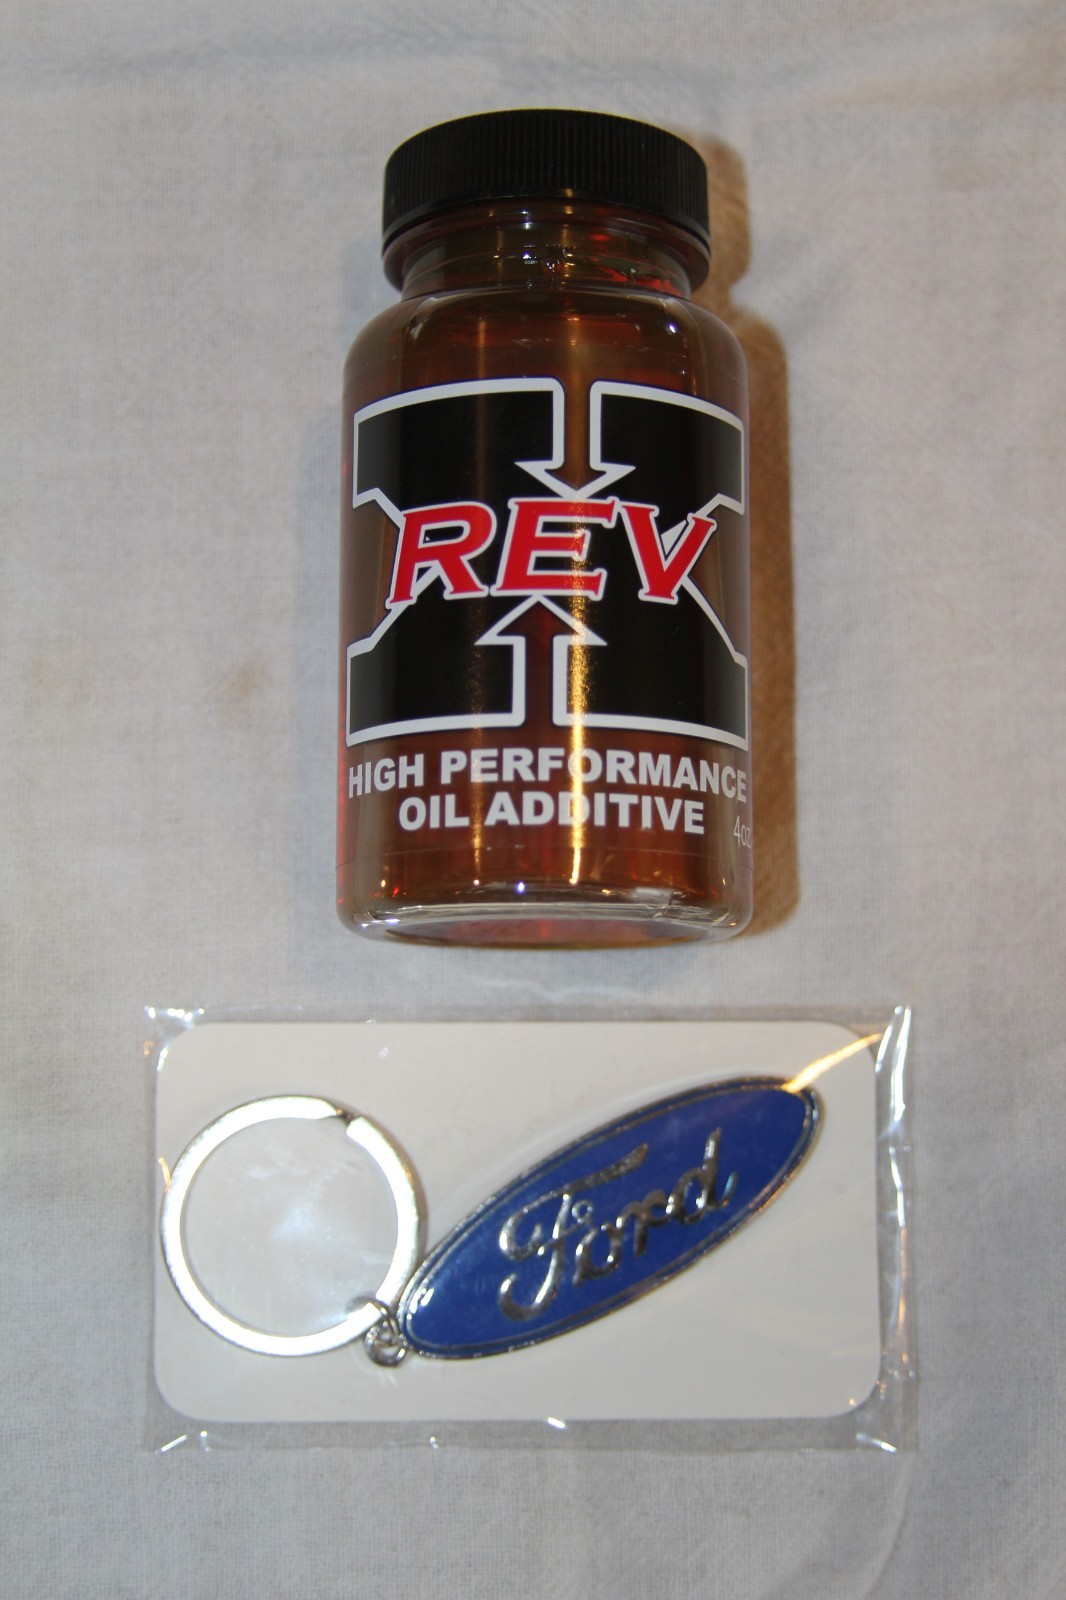 REV
X
HIGH PERFORMANCE
OIL ADDITIVE
4oz
Ford